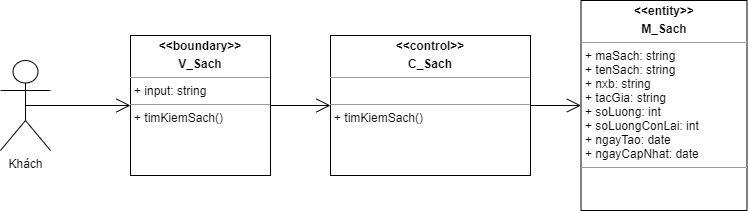 Khách
<<boundary>>
V_Sach
+ input: string
+ timKiemSach()
<<control>>
C_Sach
+ timKiemSach()
<<entity>>
M_Sach
+ maSach: string
+ tenSach: string
+ nxb: string
+ tacGia: string
+ soLuong: int
+ soLuongConLai: int
+ ngayTao: date
+ ngayCapNhat: date